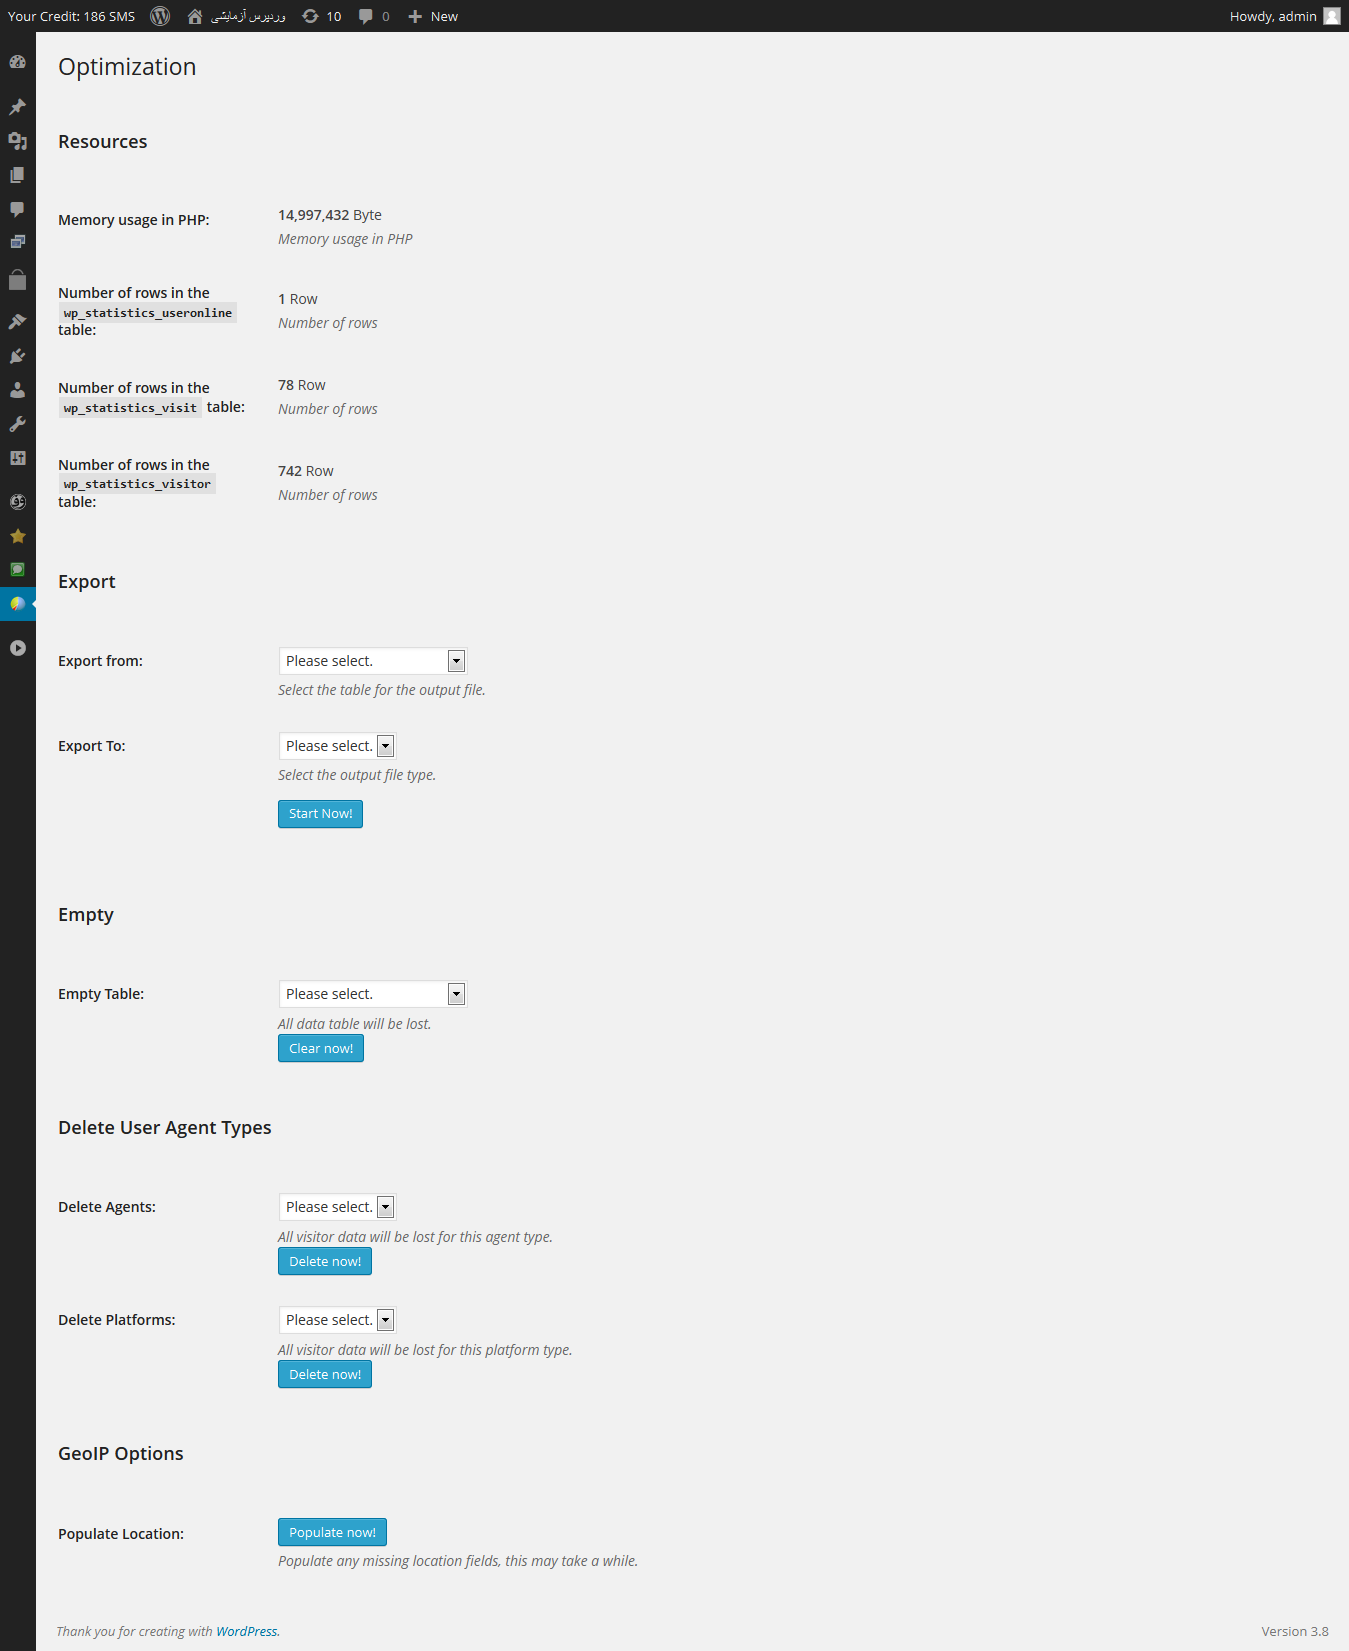 Your Credit: 186 SMS وردپرس آزمایشی 10 0 New Howdy, admin
Optimization
Resources
Memory usage in PHP:
14,997,432 Byte
Memory usage in PHP
Number of rows in the
wp_statistics_useronline
table:
1 Row
Number of rows
Number of rows in the
wp_statistics_visit table:
78 Row
Number of rows
Number of rows in the
wp_statistics_visitor
table:
742 Row
Number of rows
Export
Export from:
Please select.
Select the table for the output file.
Export To:
Please select.
Select the output file type.
Start Now!
Empty
Empty Table:
Please select.
All data table will be lost.
Clear now!
Delete User Agent Types
Delete Agents:
Please select.
All visitor data will be lost for this agent type.
Delete now!
Delete Platforms:
Please select.
All visitor data will be lost for this platform type.
Delete now!
GeoIP Options
Populate Location:
Populate now!
Populate any missing location fields, this may take a while.
Thank you for creating with WordPress.
Version 3.8